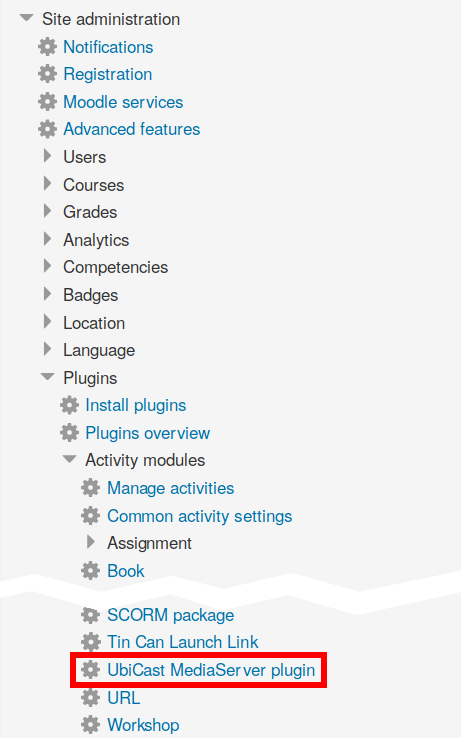 Site administration
Notifications
Registration
Moodle services
Advanced features
Users
Courses
Grades
Analytics
Competencies
Badges
Location
Language
Plugins
Install plugins
Plugins overview
Activity modules
Manage activities
Common activity settings
Assignment
Book
SCORM package
Tin Can Launch Link
UbiCast MediaServer plugin
URL
Workshop